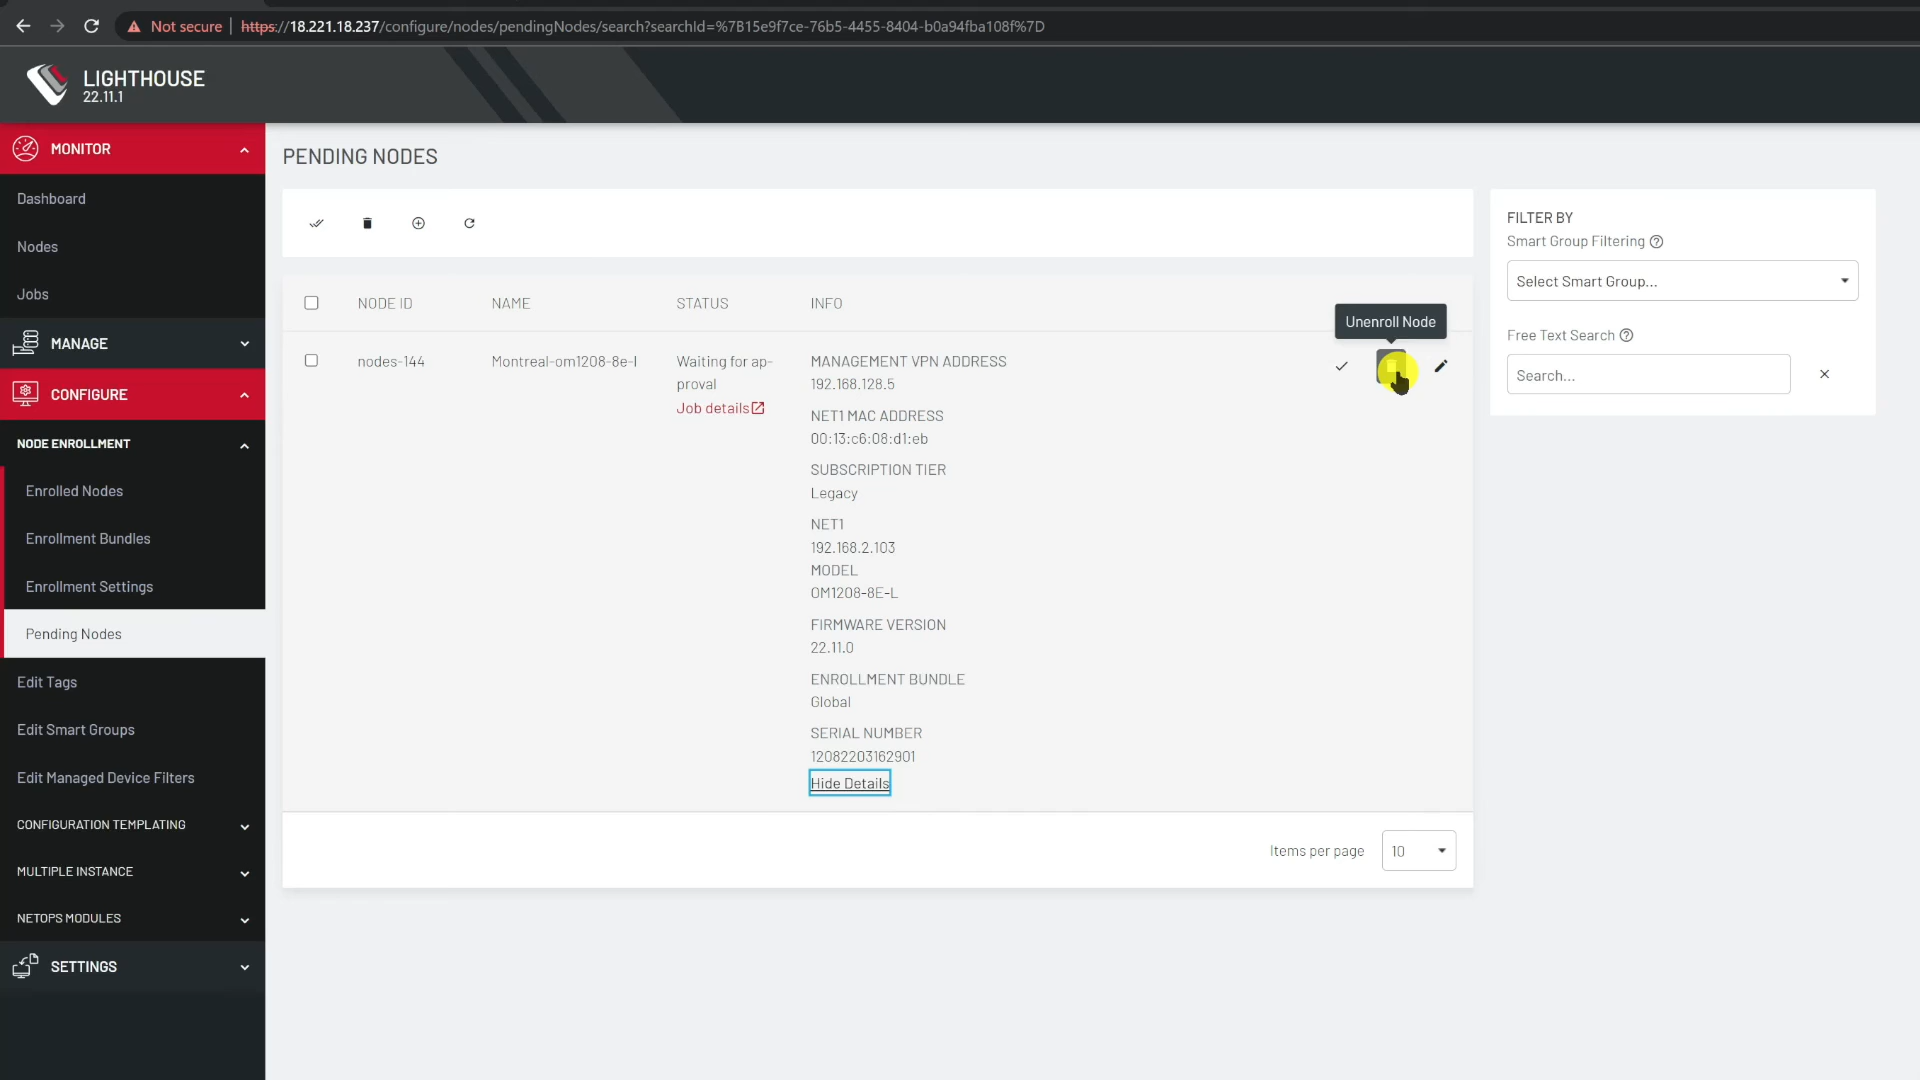 Not secure | https://18.221.18.237/configure/nodes/pendingNodes/search?searchId=%7B15e9f7ce-76b5-4455-8404-b0a94fba108f%7D
LIGHTHOUSE
22.11.1
MONITOR
Dashboard
Nodes
Jobs
MANAGE
CONFIGURE
NODE ENROLLMENT
Enrolled Nodes
Enrollment Bundles
Enrollment Settings
Pending Nodes
Edit Tags
Edit Smart Groups
Edit Managed Device Filters
CONFIGURATION TEMPLATING
MULTIPLE INSTANCE
NETOPS MODULES
SETTINGS
PENDING NODES
NODE ID NAME STATUS INFO
Unenroll Node
nodes-144 Montreal-om1208-8e-l
Waiting for ap-
proval
Job details
MANAGEMENT VPN ADDRESS
192.168.128.5
NET1 MAC ADDRESS
00:13:c6:08:d1:eb
SUBSCRIPTION TIER
Legacy
NET1
192.168.2.103
MODEL
OM1208-8E-L
FIRMWARE VERSION
22.11.0
ENROLLMENT BUNDLE
Global
SERIAL NUMBER
12082203162901
Hide Details
Items per page 10
FILTER BY
Smart Group Filtering
Select Smart Group...
Free Text Search
Search...